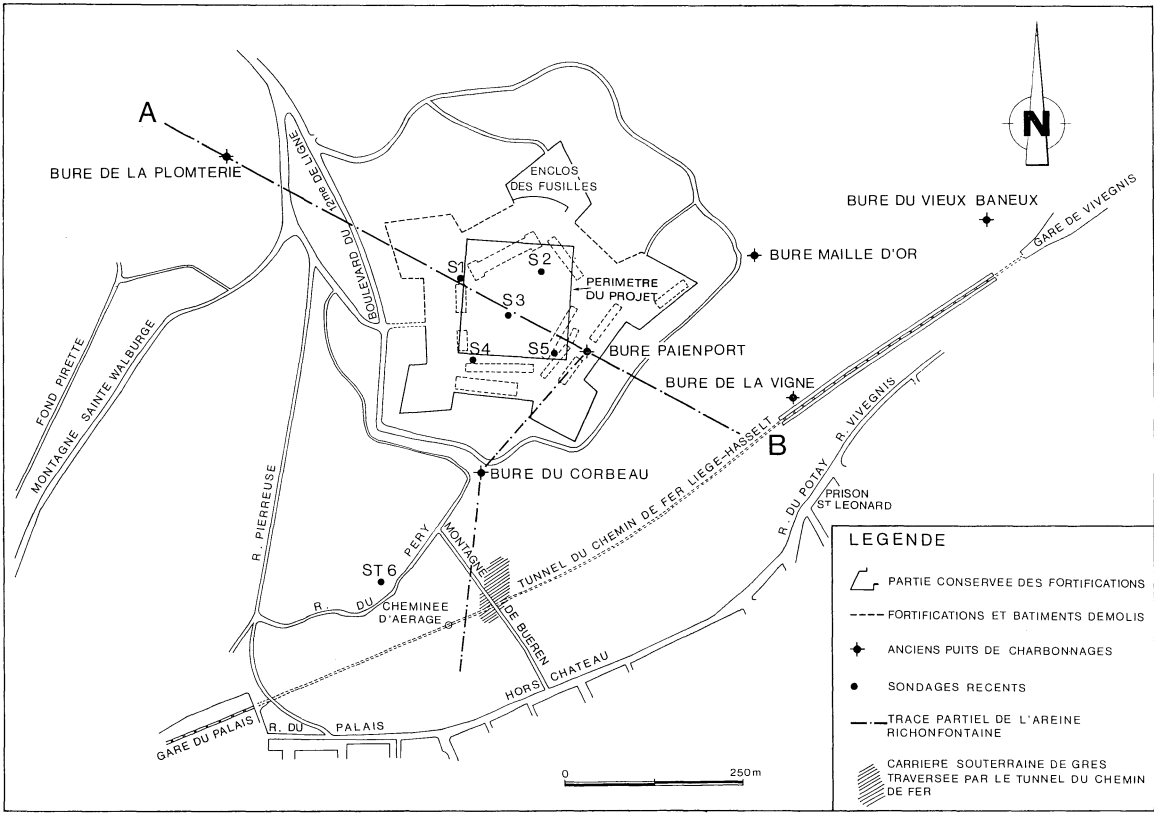 A
BURE DE LA PLOMTERIE
BOULEVARD DU 12me DE LIGNE
ENCLOS
DES FUSILLES
N
BURE DU VIEUX BANEUX
GARE DE VIVEGNIS
BURE MAILLE D'OR
S1
S2
PERIMETRE
DU PROJET
S3
S4
S5
BURE PAIENPORT
BURE DE LA VIGNE
B
FOND PIRETTE
MONTAGNE SAINTE WALBURGE
R. PIERREUSE
BURE DU CORBEAU
TUNNEL DU CHEMIN DE FER LIEGE-HASSELT
R. DU POTAY
R. VIVEGNIS
PRISON
ST LEONARD
ST 6
R. DU PERY
MONTAGNE DE BUEREN
CHEMINEE
D'AERAGE
HORS CHATEAU
GARE DU PALAIS
R. DU PALAIS
0 250m
LEGENDE
PARTIE CONSERVEE DES FORTIFICATIONS
FORTIFICATIONS ET BATIMENTS DEMOLIS
ANCIENS PUITS DE CHARBONNAGES
SONDAGES RECENTS
TRACE PARTIEL DE L'AREINE
RICHONFONTAINE
CARRIERE SOUTERRAINE DE GRES
TRAVERSEE PAR LE TUNNEL DU CHEMIN
DE FER